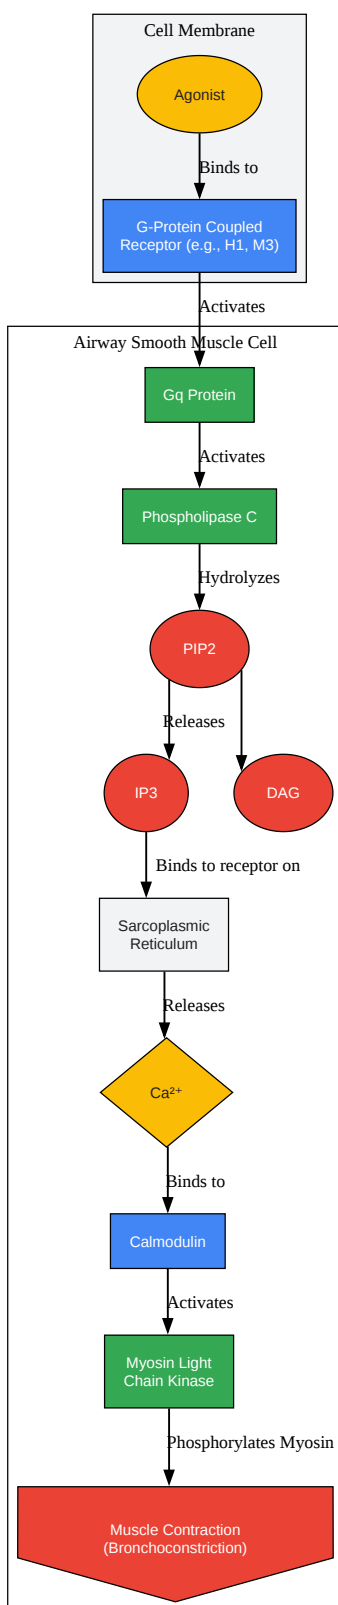 Cell Membrane
Agonist
Binds to
G-Protein Coupled
Receptor (e.g., H1, M3)
Activates
Airway Smooth Muscle Cell
Gq Protein
Activates
Phospholipase C
Hydrolyzes
PIP2
Releases
IP3
DAG
Binds to receptor on
Sarcoplasmic
Reticulum
Releases
Ca²⁺
Binds to
Calmodulin
Activates
Myosin Light
Chain Kinase
Phosphorylates Myosin
Muscle Contraction
(Bronchoconstriction)